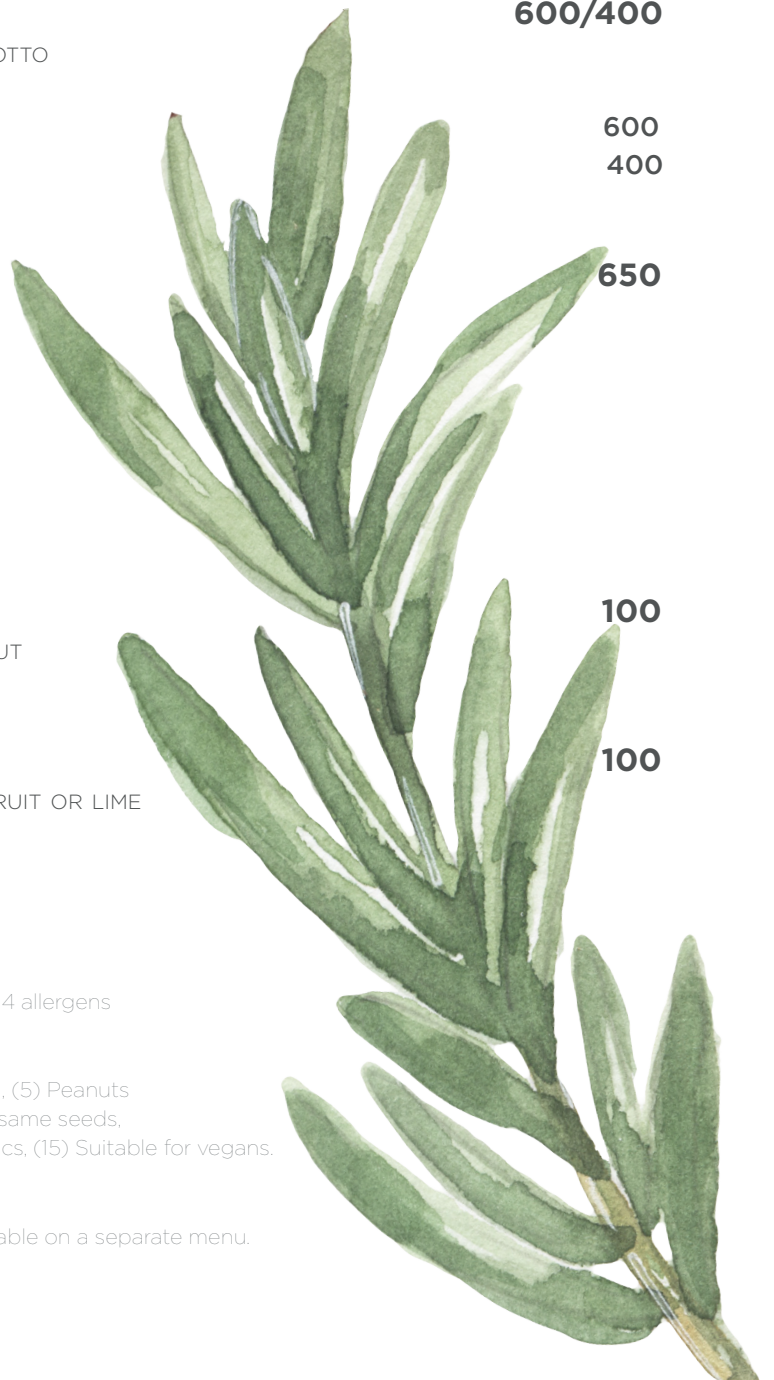 600/400
OTTO
600
400
650
100
UT
100
RUIT OR LIME
4 allergens
, (5) Peanuts
same seeds,
cs, (15) Suitable for vegans.
able on a separate menu.